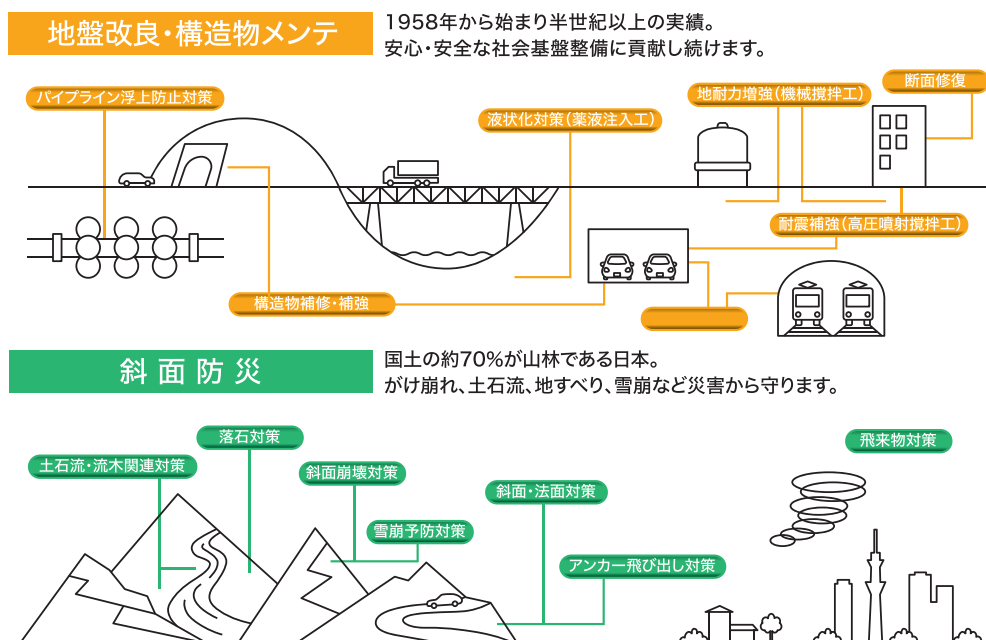 地盤改良・構造物メンテ
1958年から始まり半世紀以上の実績。
安心・安全な社会基盤整備に貢献し続けます。
パイプライン浮上防止対策
液状化対策（薬液注入工）
地耐力増強（機械撹拌工）
断面修復
耐震補強（高圧噴射撹拌工）
構造物補修・補強
斜面防災
国土の約70%が山林である日本。
がけ崩れ、土石流、地すべり、雪崩など災害から守ります。
落石対策
土石流・流木関連対策
斜面崩壊対策
雪崩予防対策
斜面・法面対策
アンカー飛び出し対策
飛来物対策